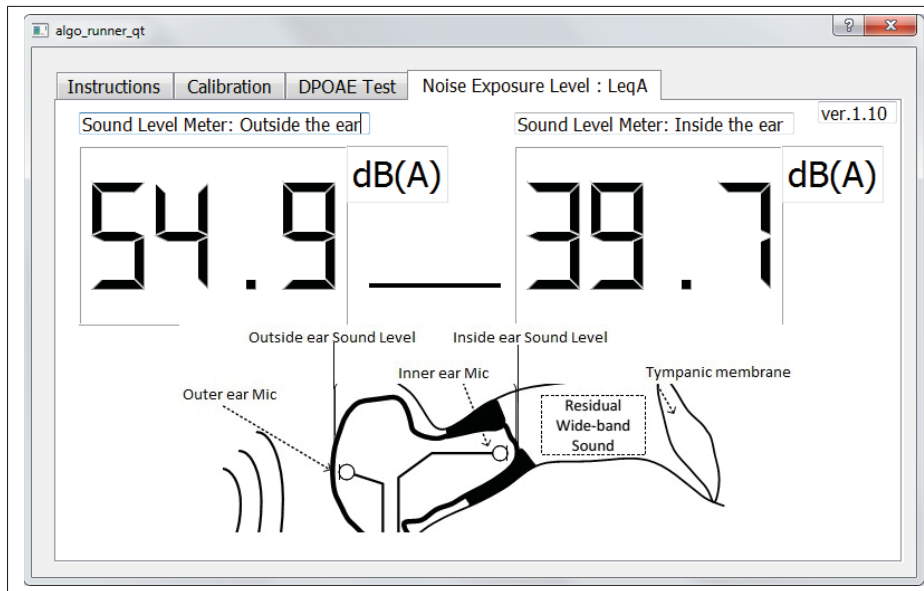 algo_runner_qt
?
Instructions
Calibration
DPOAE Test
Noise Exposure Level : LeqA
ver.1.10
Sound Level Meter: Outside the ear
Sound Level Meter: Inside the ear
54.9
dB(A)
39.7
dB(A)
Outside ear Sound Level
Inside ear Sound Level
Outer ear Mic
Inner ear Mic
Tympanic membrane
Residual
Wide-band
Sound